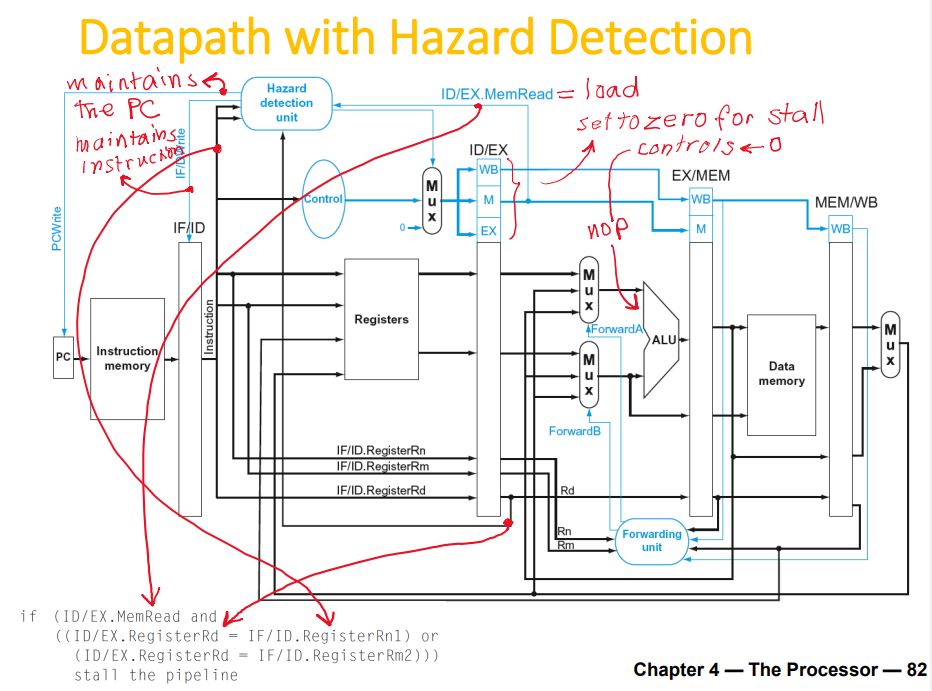 Datapath with Hazard Detection
maintains
the PC
maintains
instruction
Hazard
detection
unit
ID/EX.MemRead = load
set to zero for stall
controls ← 0
IF/DWrite
PCWrite
Control
0
M
u
x
ID/EX
WB
M
EX
EX/MEM
WB
M
MEM/WB
WB
nop
IF/ID
PC
Instruction
memory
Instruction
Registers
M
u
x
ForwardA
M
u
x
ForwardB
ALU
Data
memory
M
u
x
IF/ID.RegisterRn
IF/ID.RegisterRm
IF/ID.RegisterRd
Rd
Rn
Rm
Forwarding
unit
if (ID/EX.MemRead and
((ID/EX.RegisterRd = IF/ID.RegisterRn1) or
(ID/EX.RegisterRd = IF/ID.RegisterRm2)))
stall the pipeline
Chapter 4 — The Processor — 82